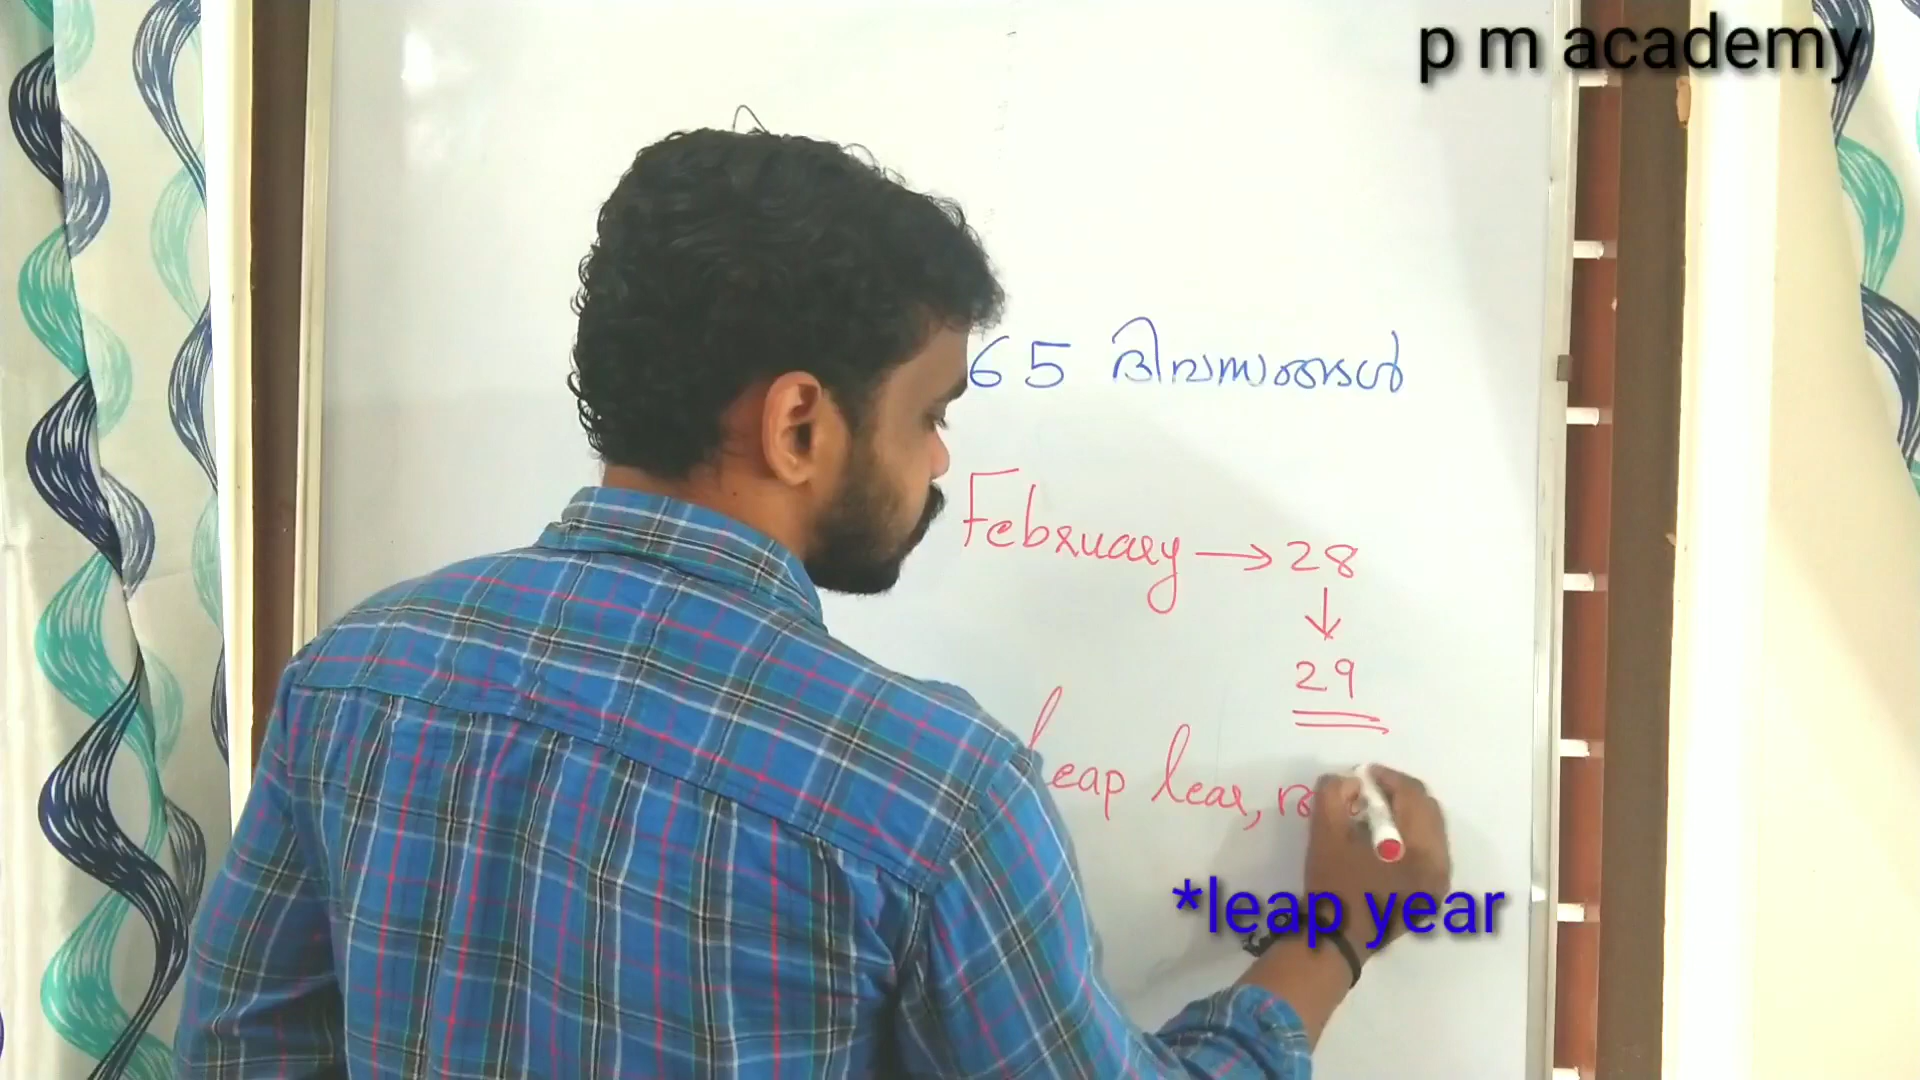 p m academy
65 ദിവസങ്ങൾ
February → 28
↓
29
leap lear,
*leap year